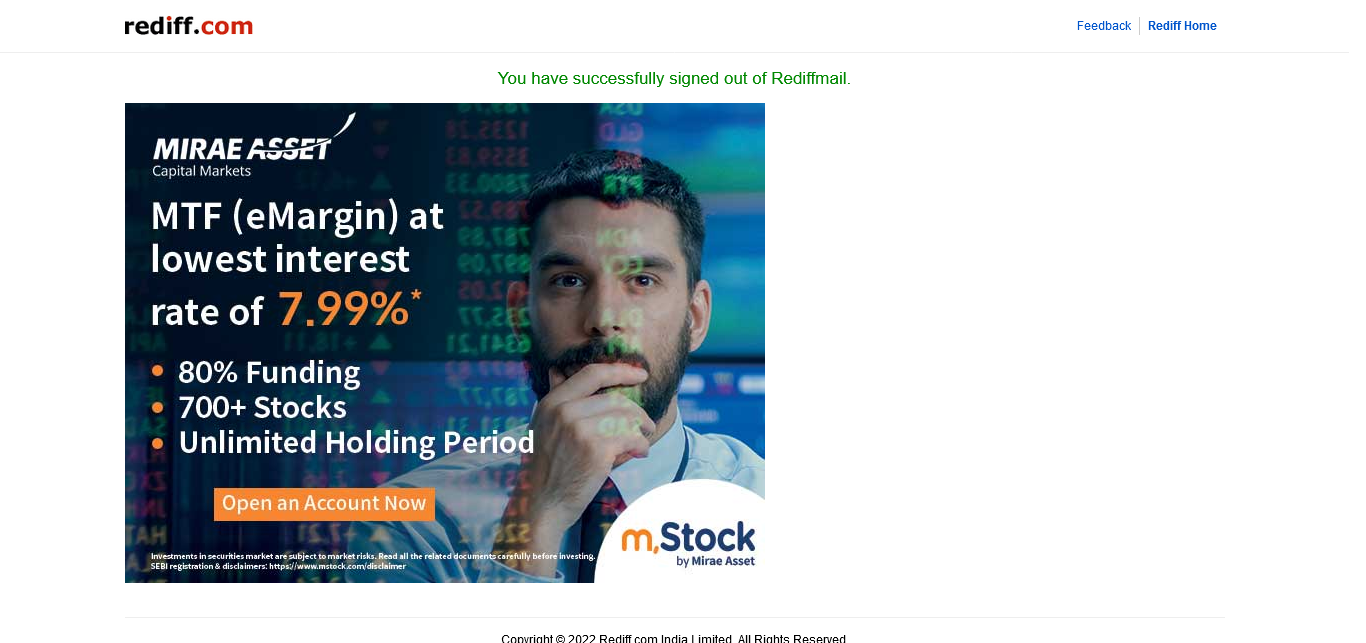 rediff.com
Feedback
Rediff Home
You have successfully signed out of Rediffmail.
MIRAE ASSET
Capital Markets
MTF (eMargin) at
lowest interest
rate of 7.99%*
• 80% Funding
• 700+ Stocks
• Unlimited Holding Period
Open an Account Now
m.Stock
by Mirae Asset
Investments in securities market are subject to market risks. Read all the related documents carefully before investing.
SEBI registration & disclaimers: https://www.mstock.com/disclaimer
Copyright © 2022 Rediff.com India Limited. All Rights Reserved.